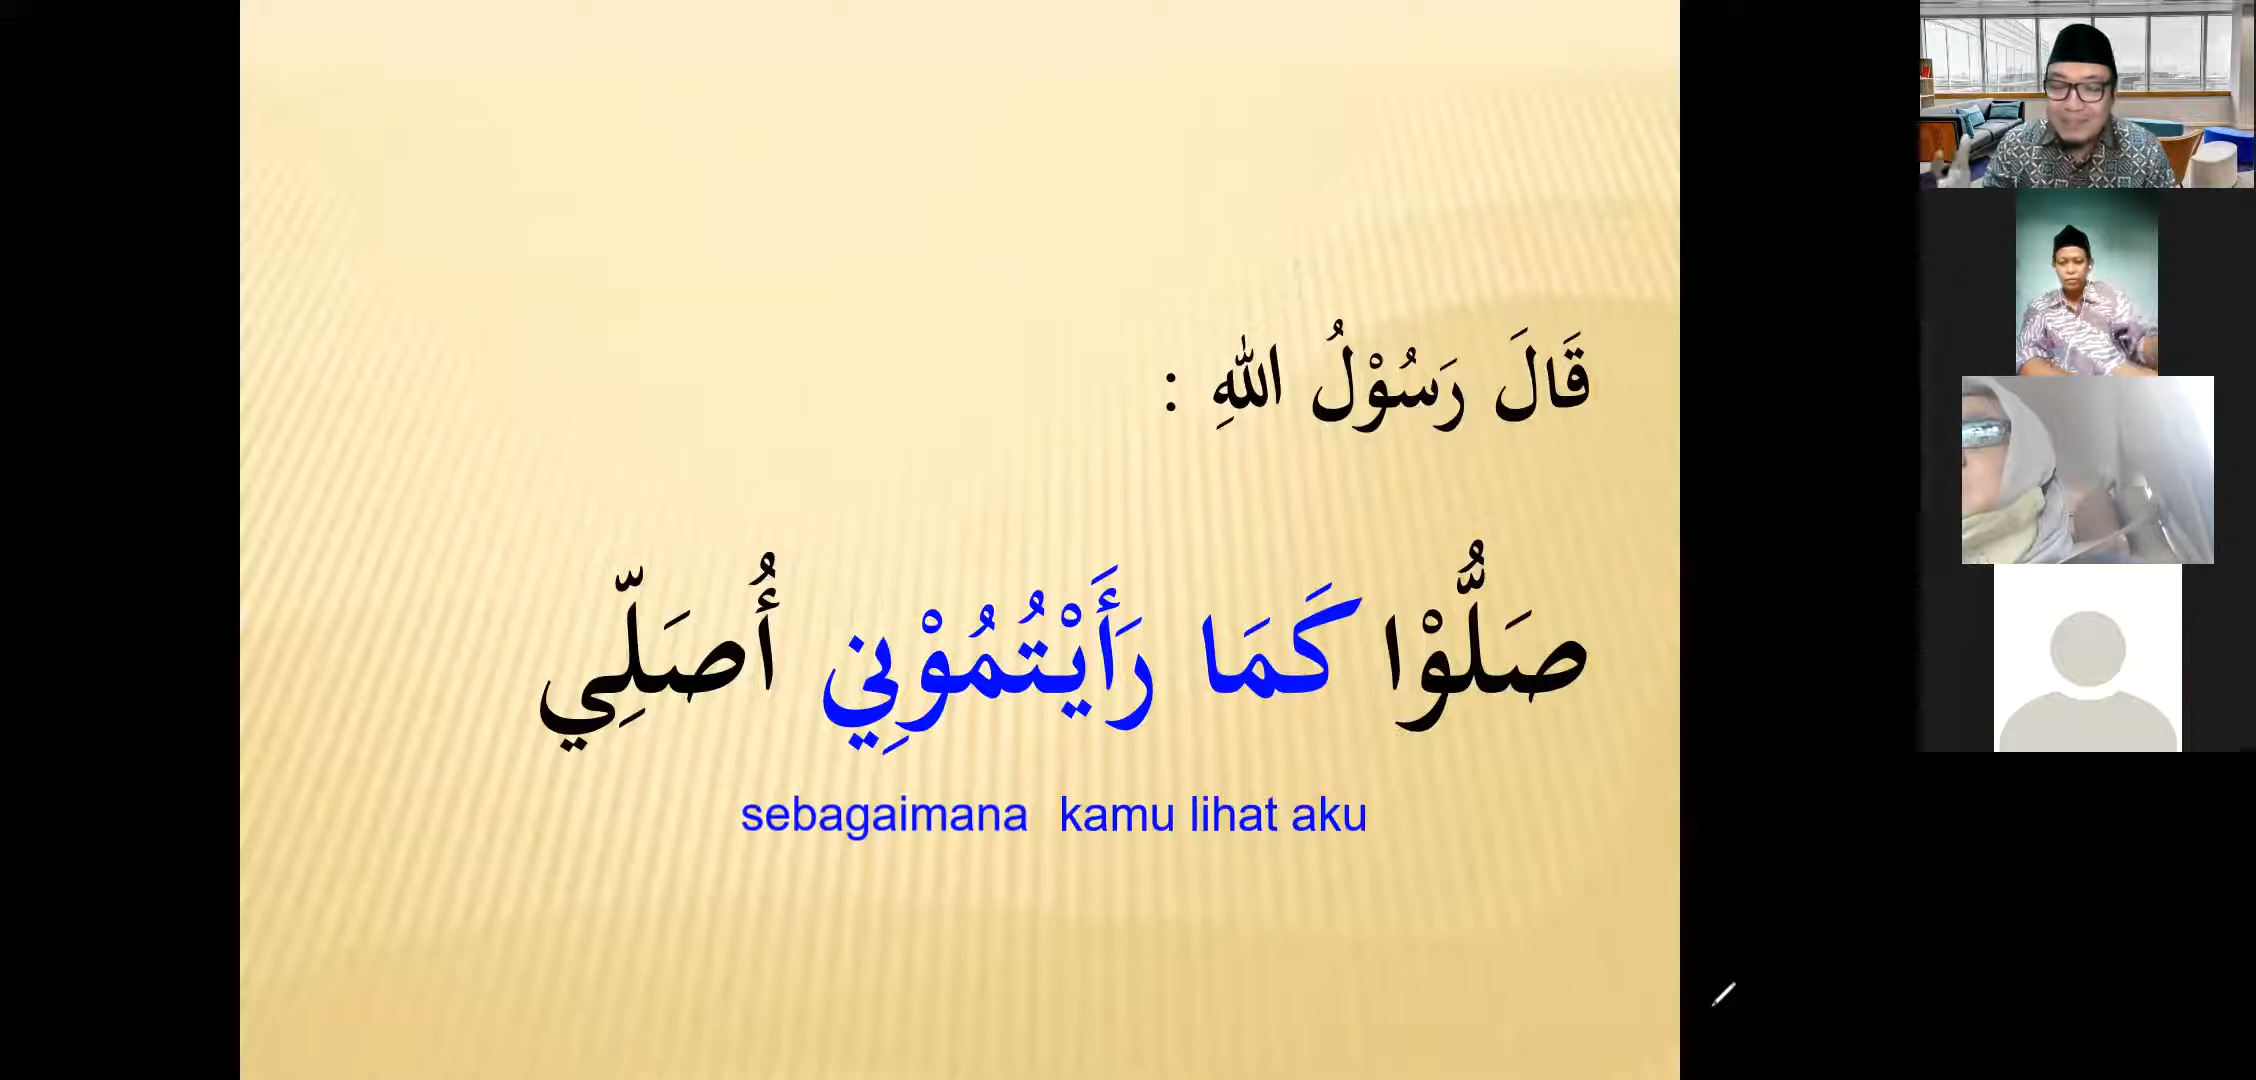 قَالَ رَسُوْلُ اللهِ :
صَلُّوْا كَمَا رَأَيْتُمُوْنِي أُصَلِّي
sebagaimana kamu lihat aku